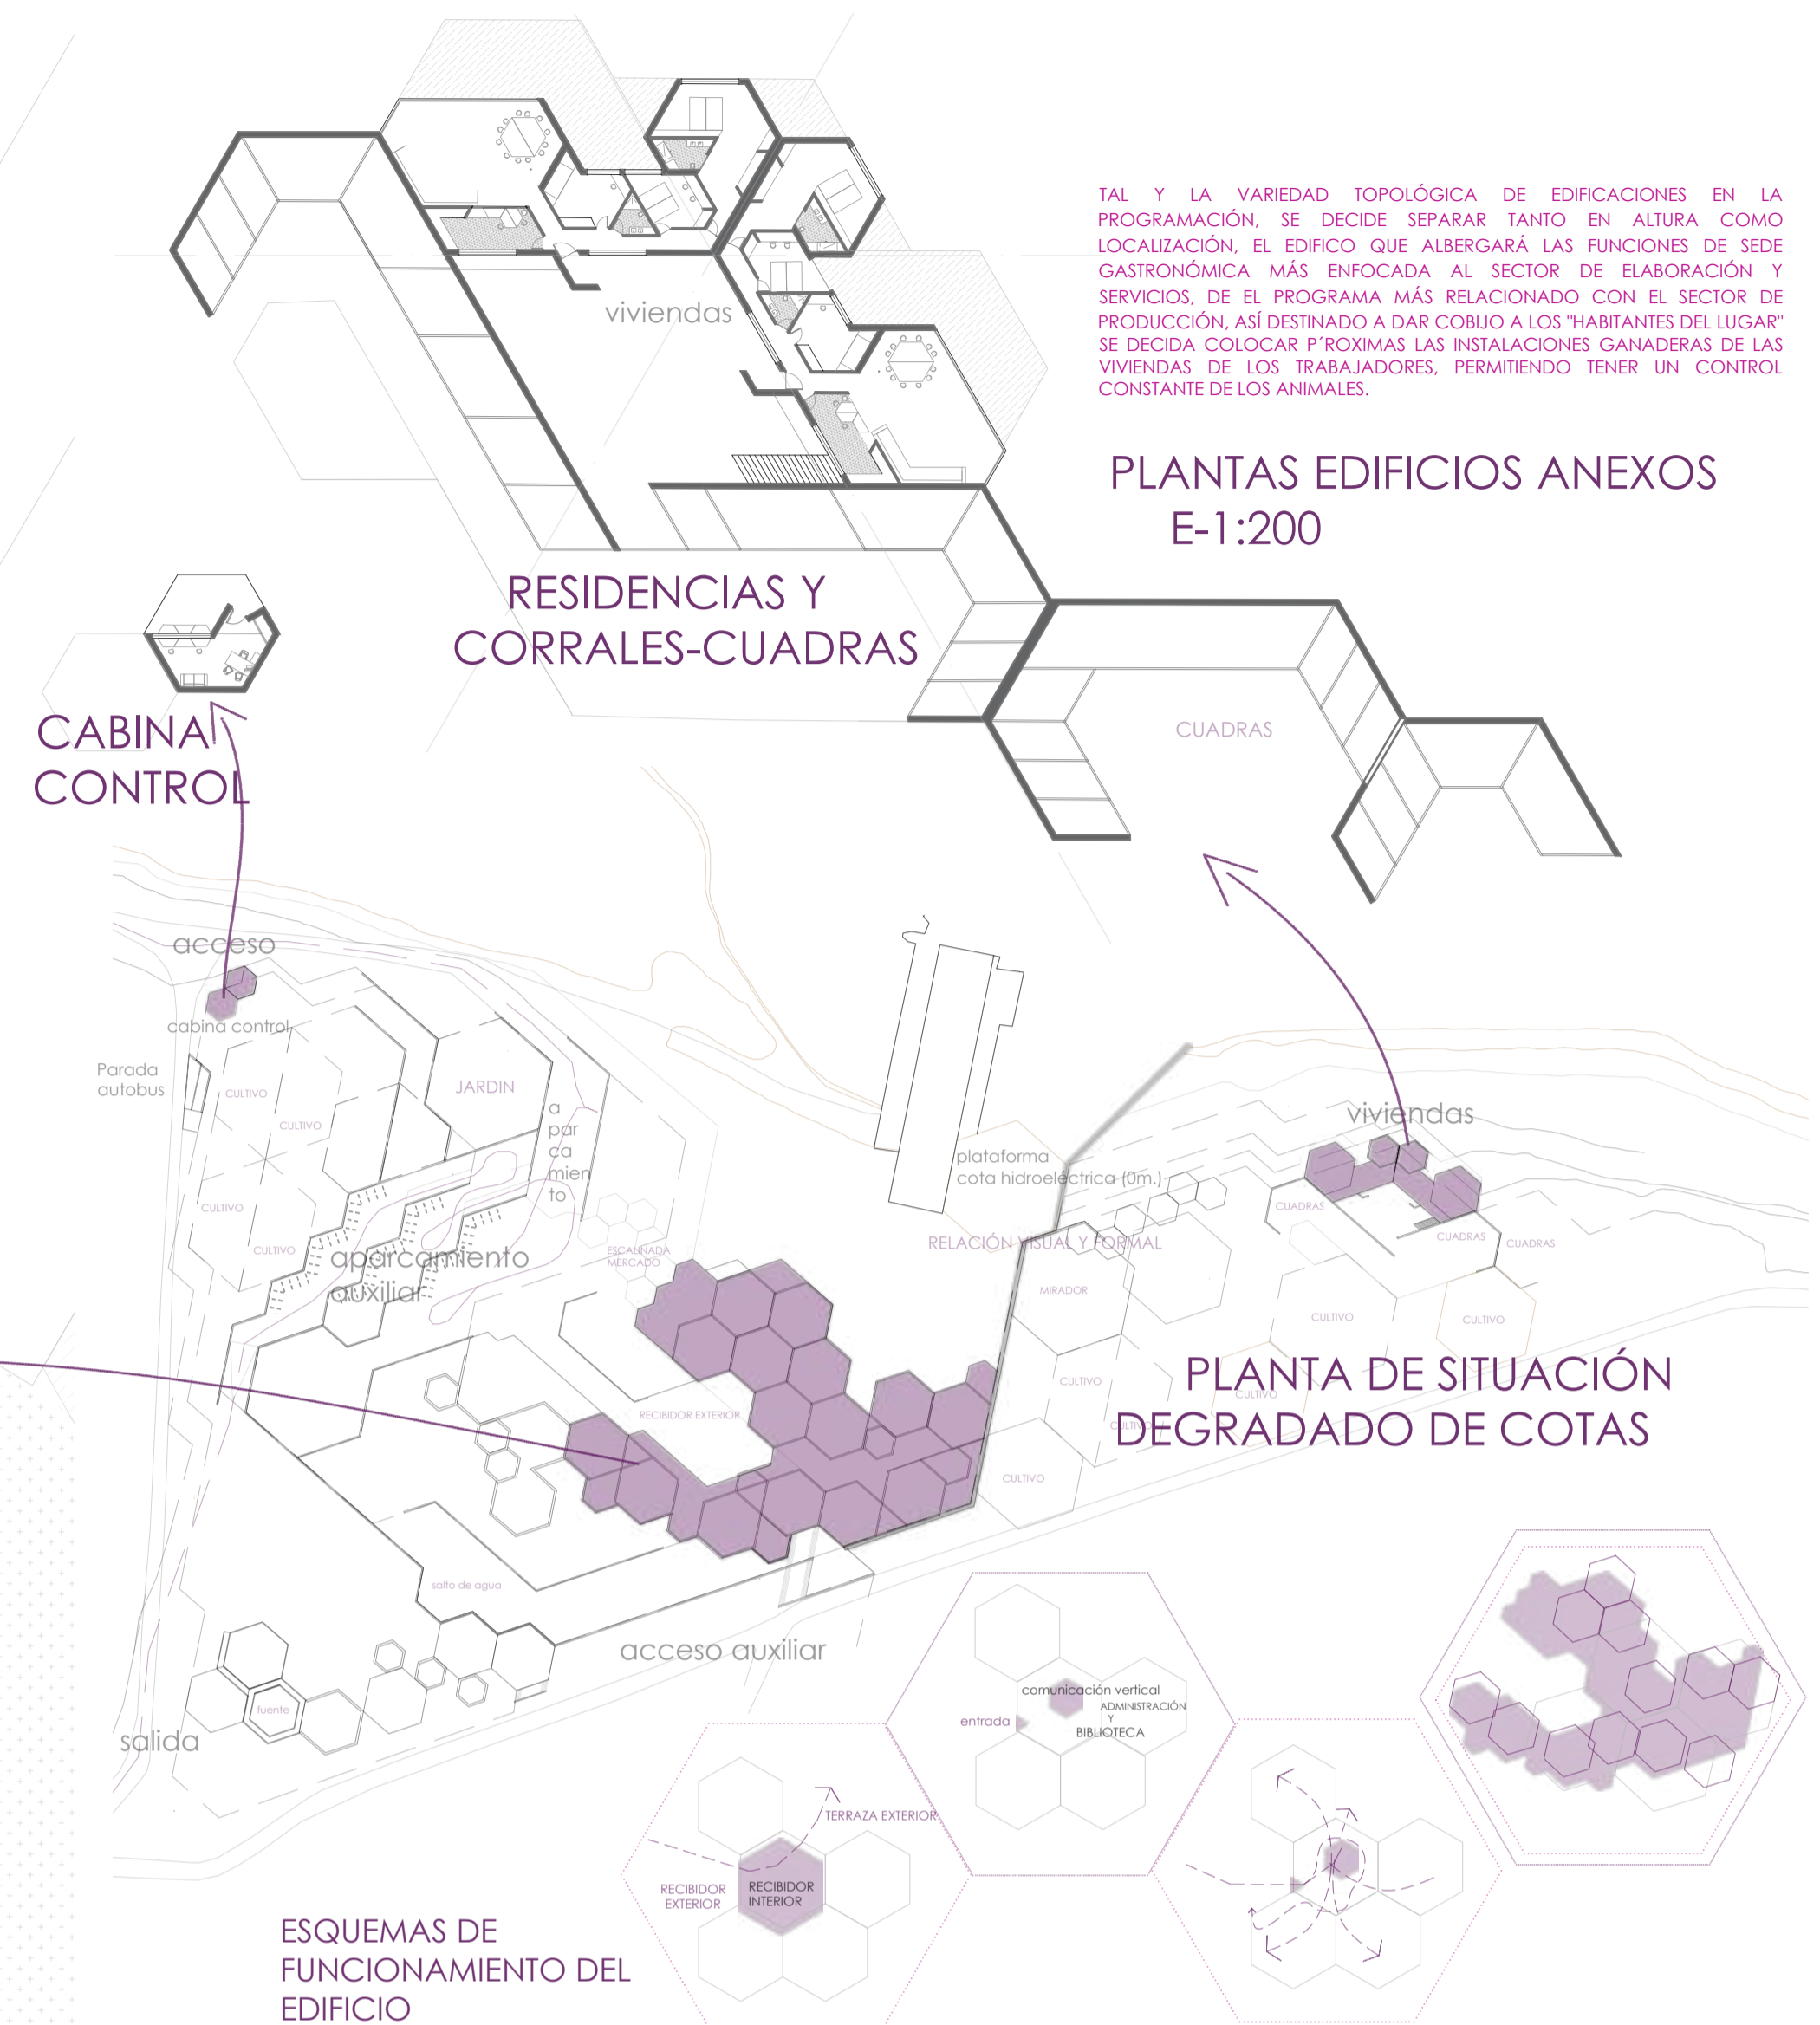 TAL Y LA VARIEDAD TOPOLÓGICA DE EDIFICACIONES EN LA
PROGRAMACIÓN, SE DECIDE SEPARAR TANTO EN ALTURA COMO
LOCALIZACIÓN, EL EDIFICO QUE ALBERGARÁ LAS FUNCIONES DE SEDE
GASTRONÓMICA MÁS ENFOCADA AL SECTOR DE ELABORACIÓN Y
SERVICIOS, DE EL PROGRAMA MÁS RELACIONADO CON EL SECTOR DE
PRODUCCIÓN, ASÍ DESTINADO A DAR COBIJO A LOS "HABITANTES DEL LUGAR"
SE DECIDA COLOCAR P´ROXIMAS LAS INSTALACIONES GANADERAS DE LAS
VIVIENDAS DE LOS TRABAJADORES, PERMITIENDO TENER UN CONTROL
CONSTANTE DE LOS ANIMALES.
viviendas
PLANTAS EDIFICIOS ANEXOS
E-1:200
RESIDENCIAS Y
CORRALES-CUADRAS
CABINA
CONTROL
CUADRAS
acceso
cabina control
Parada
autobus
CULTIVO
CULTIVO
CULTIVO
CULTIVO
JARDIN
a
par
ca
mien
to
aparcamiento
auxiliar
ESCALINADA
MERCADO
plataforma
cota hidroeléctrica (0m.)
RELACIÓN VISUAL Y FORMAL
MIRADOR
viviendas
CUADRAS
CUADRAS
CUADRAS
CULTIVO
CULTIVO
CULTIVO
CULTIVO
CULTIVO
CULTIVO
PLANTA DE SITUACIÓN
DEGRADADO DE COTAS
RECIBIDOR EXTERIOR
salto de agua
acceso auxiliar
fuente
salida
comunicación vertical
ADMINISTRACIÓN
Y
BIBLIOTECA
entrada
TERRAZA EXTERIOR
RECIBIDOR
EXTERIOR
RECIBIDOR
INTERIOR
ESQUEMAS DE
FUNCIONAMIENTO DEL
EDIFICIO